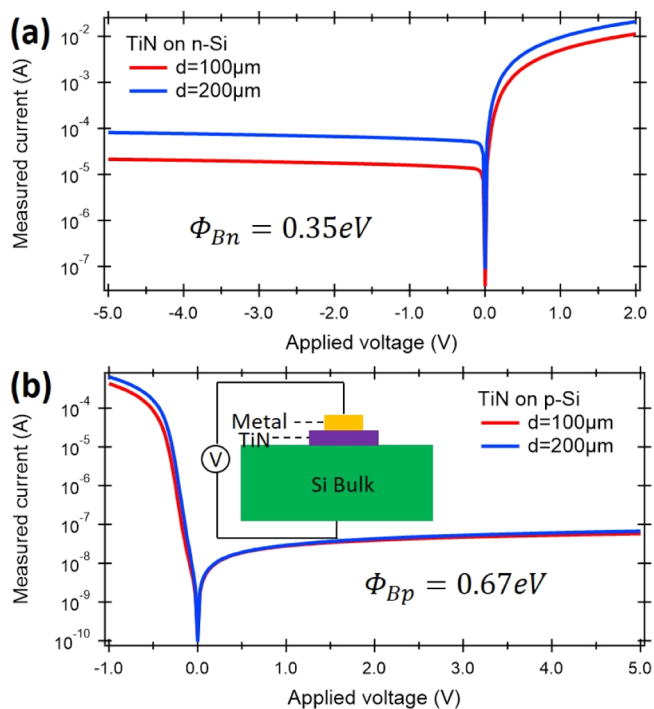 (a)
TiN on n-Si
d=100µm
d=200µm
Measured current (A)
10⁻²
10⁻³
10⁻⁴
10⁻⁵
10⁻⁶
10⁻⁷
Φ_Bn = 0.35eV
-5.0 -4.0 -3.0 -2.0 -1.0 0.0 1.0 2.0
Applied voltage (V)
(b)
TiN on p-Si
d=100µm
d=200µm
Measured current (A)
10⁻⁴
10⁻⁵
10⁻⁶
10⁻⁷
10⁻⁸
10⁻⁹
10⁻¹⁰
Metal
TiN
V
Si Bulk
Φ_Bp = 0.67eV
-1.0 0.0 1.0 2.0 3.0 4.0 5.0
Applied voltage (V)